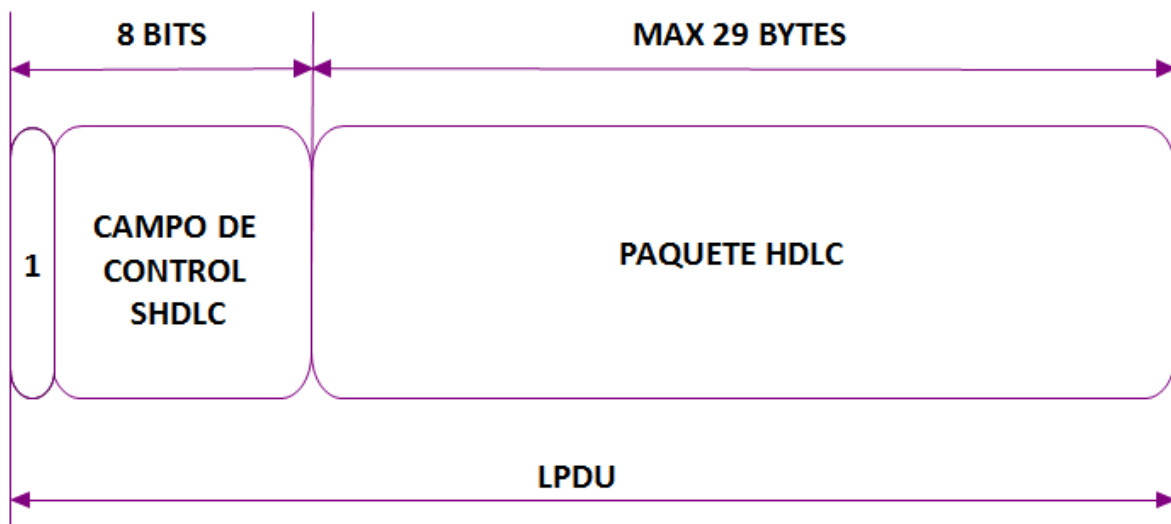 8 BITS
MAX 29 BYTES
1
CAMPO DE
CONTROL
SHDLC
PAQUETE HDLC
LPDU